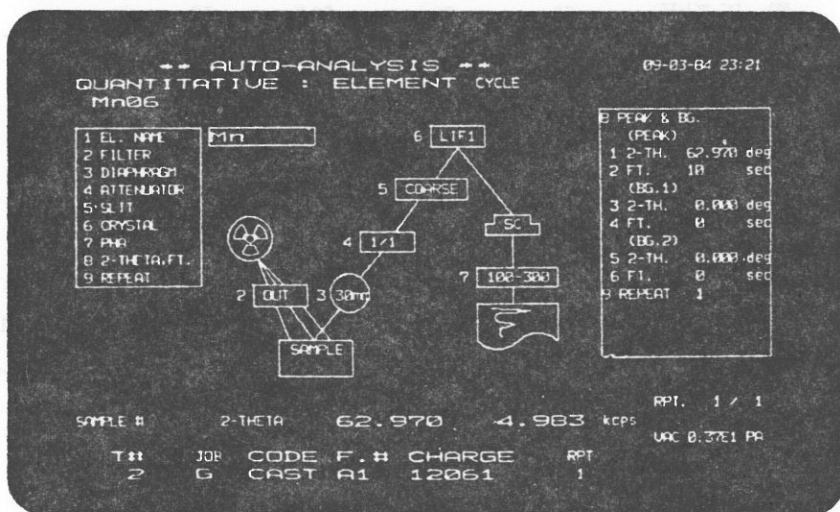 ** AUTO-ANALYSIS **
09-03-84 23:21
QUANTITATIVE : ELEMENT CYCLE
Mn06
1 EL. NAME
2 FILTER
3 DIAPHRAGM
4 ATTENUATOR
5 SLIT
6 CRYSTAL
7 PHA
8 2-THETA,FT.
9 REPEAT
Mn
6 LIF1
5 COARSE
4 1/1
SC
7 100-300
2 OUT
3 30mm
SAMPLE
8 PEAK & BG.
(PEAK)
1 2-TH. 62.970 deg
2 FT. 10 sec
(BG.1)
3 2-TH. 0.000 deg
4 FT. 0 sec
(BG.2)
5 2-TH. 0.000 deg
6 FT. 0 sec
9 REPEAT 1
RPT. 1 / 1
SAMPLE # 2-THETA 62.970 4.983 kcps
VAC 0.37E1 PA
T# JOB CODE F.# CHARGE RPT
2 G CAST A1 12061 1